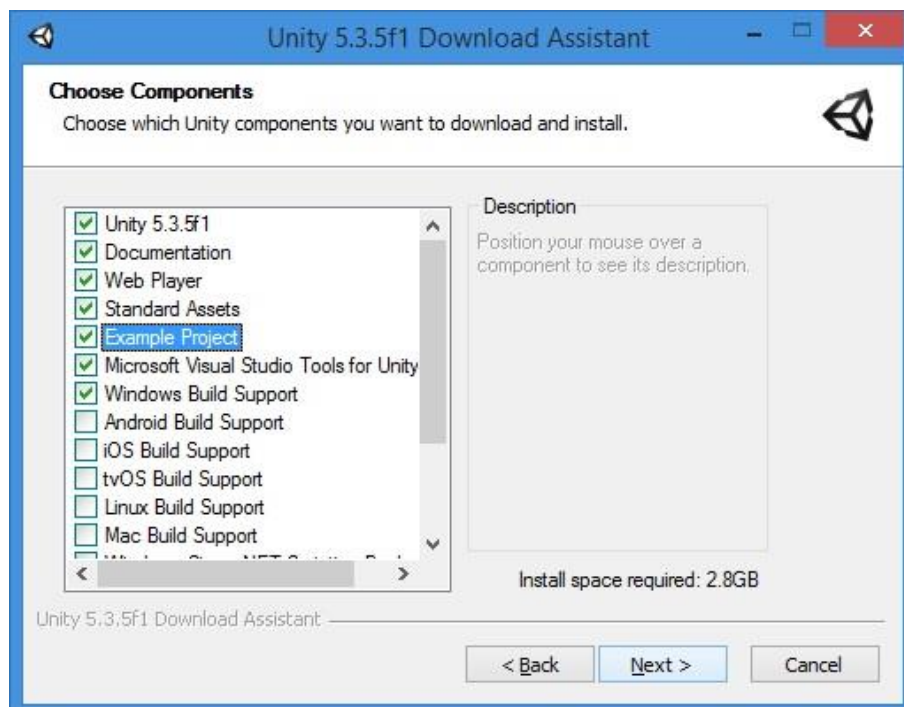 Unity 5.3.5f1 Download Assistant
Choose Components
Choose which Unity components you want to download and install.
Unity 5.3.5f1
Documentation
Web Player
Standard Assets
Example Project
Microsoft Visual Studio Tools for Unity
Windows Build Support
Android Build Support
iOS Build Support
tvOS Build Support
Linux Build Support
Mac Build Support
Description
Position your mouse over a
component to see its description.
Install space required: 2.8GB
Unity 5.3.5f1 Download Assistant
< Back
Next >
Cancel